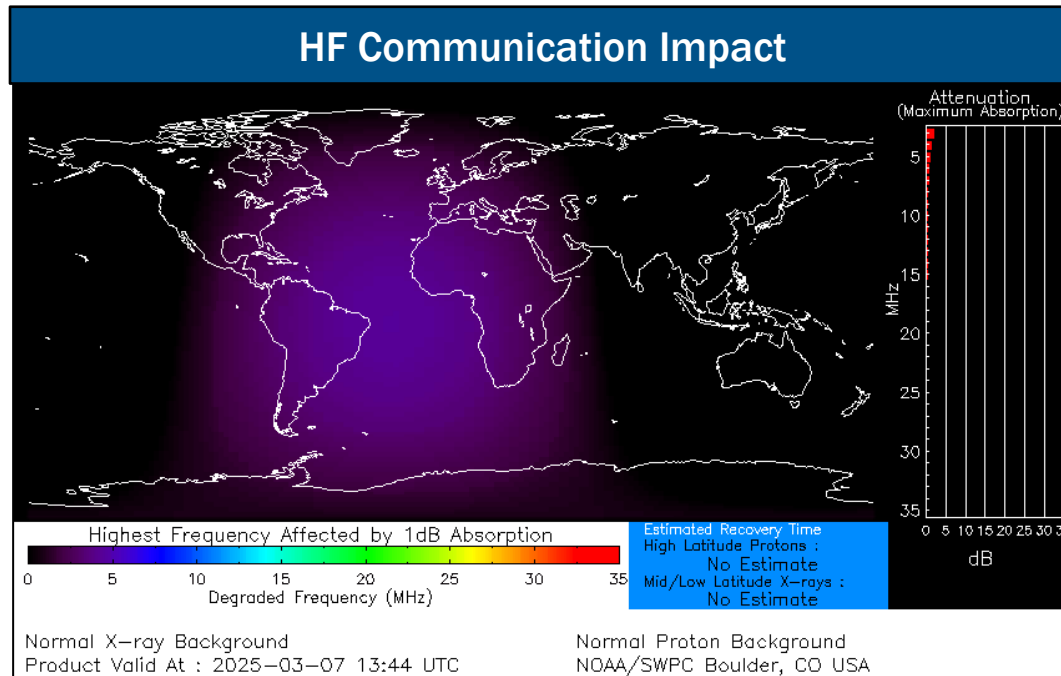 HF Communication Impact
Attenuation
(Maximum Absorption)
5
10
15
20
25
30
35
MHz
0 5 10 15 20 25 30 3
dB
Highest Frequency Affected by 1dB Absorption
0 5 10 15 20 25 30 35
Degraded Frequency (MHz)
Estimated Recovery Time
High Latitude Protons :
No Estimate
Mid/Low Latitude X-rays :
No Estimate
Normal X-ray Background
Product Valid At : 2025-03-07 13:44 UTC
Normal Proton Background
NOAA/SWPC Boulder, CO USA